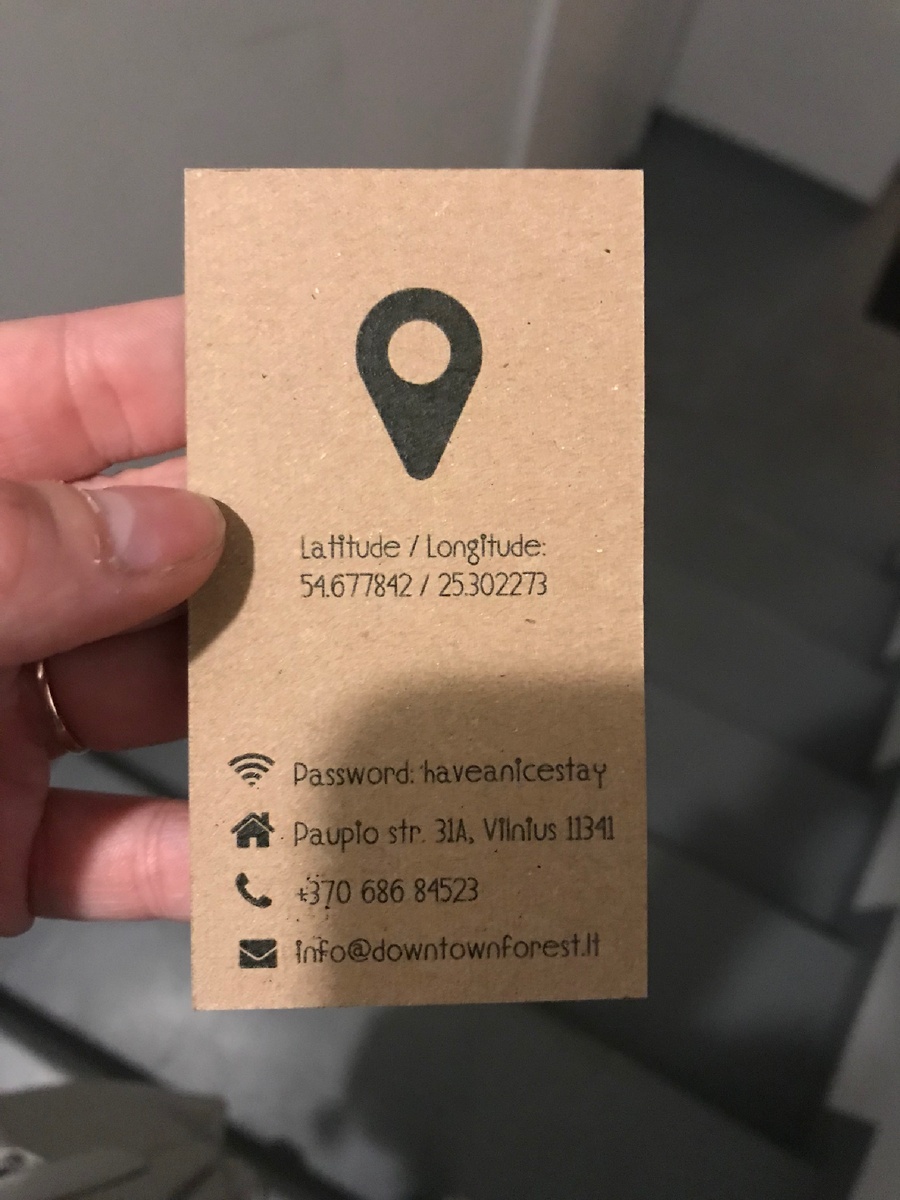 Latitude / Longitude:
54.677842 / 25.302273
Password: haveanicestay
Paupio str. 31A, Vilnius 11341
+370 686 84523
info@downtownforest.lt